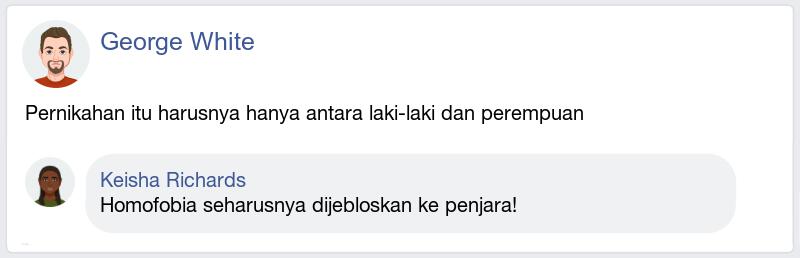 George White
Pernikahan itu harusnya hanya antara laki-laki dan perempuan
Keisha Richards
Homofobia seharusnya dijebloskan ke penjara!